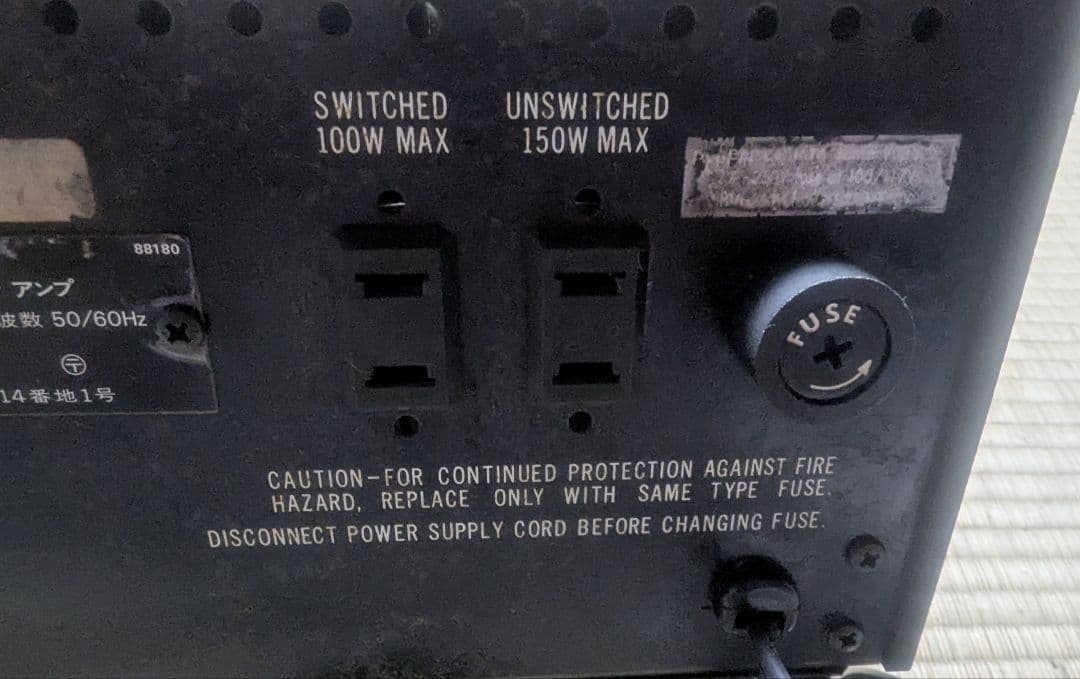 SWITCHED
100W MAX
UNSWITCHED
150W MAX
88180
アンプ
波数 50/60Hz
〶
14番地1号
FUSE
CAUTION–FOR CONTINUED PROTECTION AGAINST FIRE
HAZARD, REPLACE ONLY WITH SAME TYPE FUSE.
DISCONNECT POWER SUPPLY CORD BEFORE CHANGING FUSE.